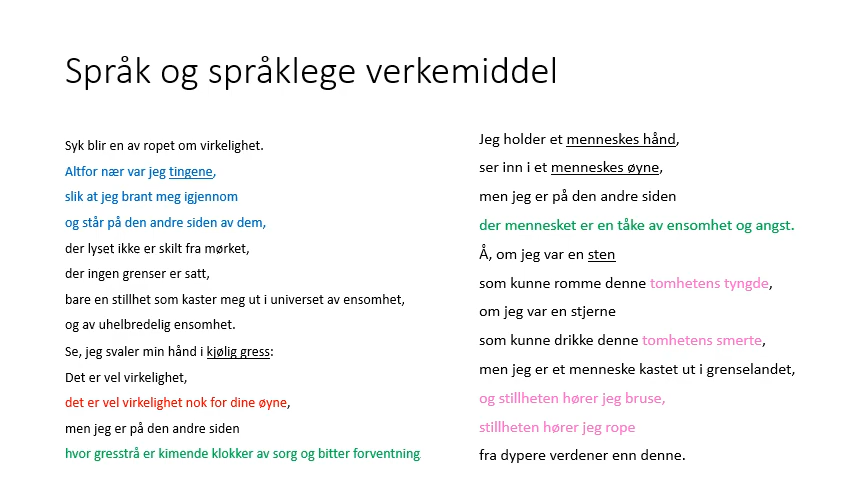 Språk og språklege verkemiddel
Syk blir en av ropet om virkelighet.
Altfor nær var jeg tingene,
slik at jeg brant meg igjennom
og står på den andre siden av dem,
der lyset ikke er skilt fra mørket,
der ingen grenser er satt,
bare en stillhet som kaster meg ut i universet av ensomhet,
og av uhelbredelig ensomhet.
Se, jeg svaler min hånd i kjølig gress:
Det er vel virkelighet,
det er vel virkelighet nok for dine øyne,
men jeg er på den andre siden
hvor gresstrå er kimende klokker av sorg og bitter forventning
Jeg holder et menneskes hånd,
ser inn i et menneskes øyne,
men jeg er på den andre siden
der mennesket er en tåke av ensomhet og angst.
Å, om jeg var en sten
som kunne romme denne tomhetens tyngde,
om jeg var en stjerne
som kunne drikke denne tomhetens smerte,
men jeg er et menneske kastet ut i grenselandet,
og stillheten hører jeg bruse,
stillheten hører jeg rope
fra dypere verdener enn denne.